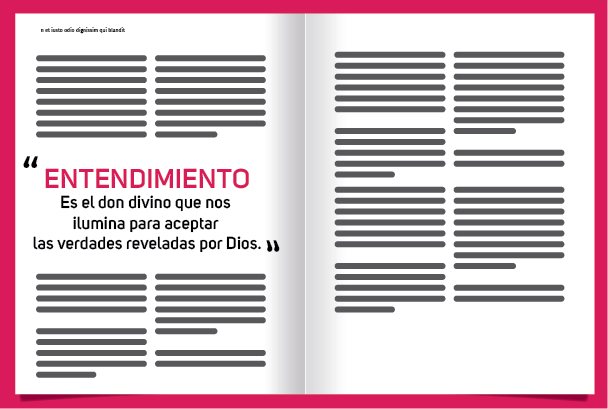 n et iusto odio dignissim qui blandit
“
ENTENDIMIENTO
Es el don divino que nos
ilumina para aceptar
las verdades reveladas por Dios. ”